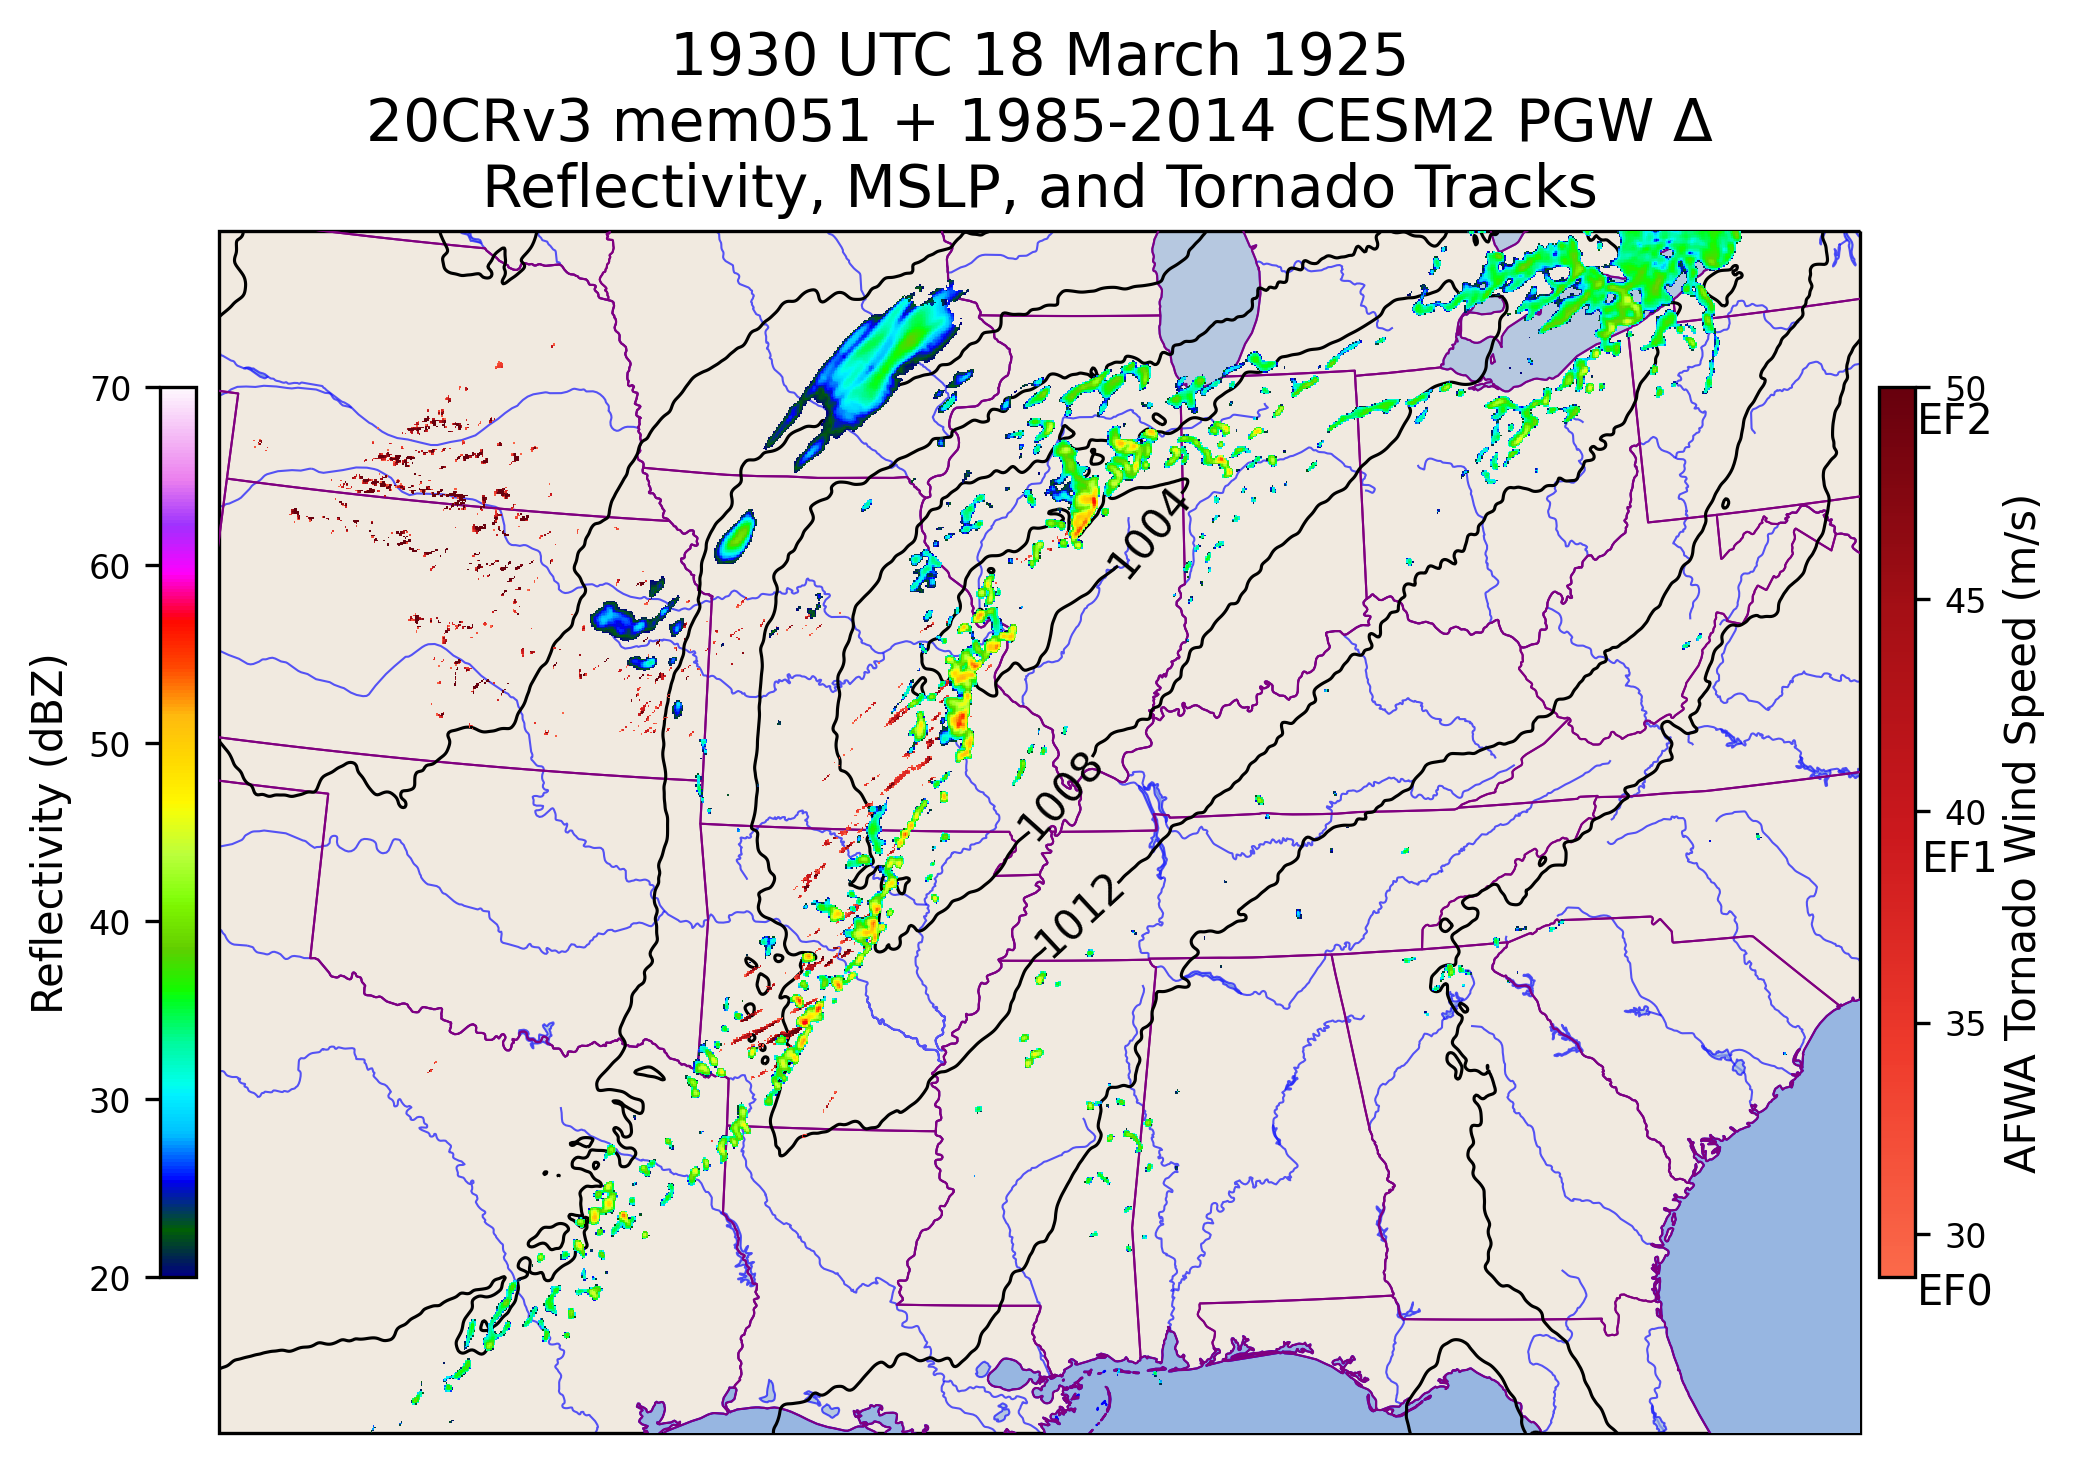 1930 UTC 18 March 1925
20CRv3 mem051 + 1985-2014 CESM2 PGW Δ
Reflectivity, MSLP, and Tornado Tracks
Reflectivity (dBZ)
70
60
50
40
30
20
1004
1008
1012
50
EF2
45
40
EF1
35
30
EF0
AFWA Tornado Wind Speed (m/s)